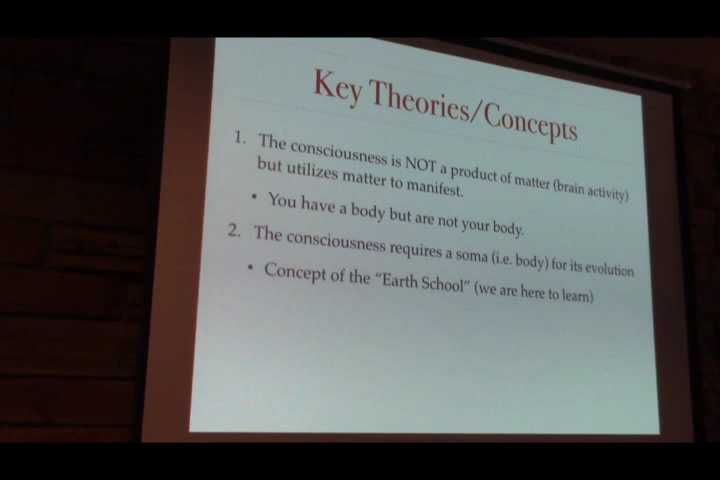 Key Theories/Concepts
1. The consciousness is NOT a product of matter (brain activity)
but utilizes matter to manifest.
• You have a body but are not your body.
2. The consciousness requires a soma (i.e. body) for its evolution
• Concept of the “Earth School” (we are here to learn)